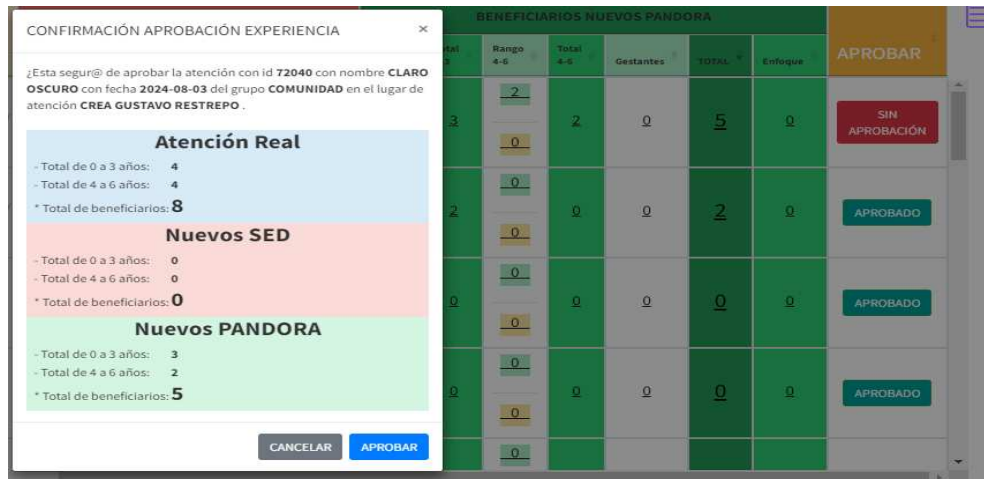 CONFIRMACIÓN APROBACIÓN EXPERIENCIA ×
¿Esta segur@ de aprobar la atención con id 72040 con nombre CLARO
OSCURO con fecha 2024-08-03 del grupo COMUNIDAD en el lugar de
atención CREA GUSTAVO RESTREPO .
Atención Real
- Total de 0 a 3 años: 4
- Total de 4 a 6 años: 4
* Total de beneficiarios: 8
Nuevos SED
- Total de 0 a 3 años: 0
- Total de 4 a 6 años: 0
* Total de beneficiarios: 0
Nuevos PANDORA
- Total de 0 a 3 años: 3
- Total de 4 a 6 años: 2
* Total de beneficiarios: 5
CANCELAR APROBAR
BENEFICIARIOS NUEVOS PANDORA
Rango 4-6 Total 4-6 Gestantes TOTAL Enfoque APROBAR
2
3 2 0 5 0 SIN APROBACIÓN
0
0
2 0 0 2 0 APROBADO
0
0
0 0 0 0 0 APROBADO
0
0
0 0 0 0 0 APROBADO
0
0